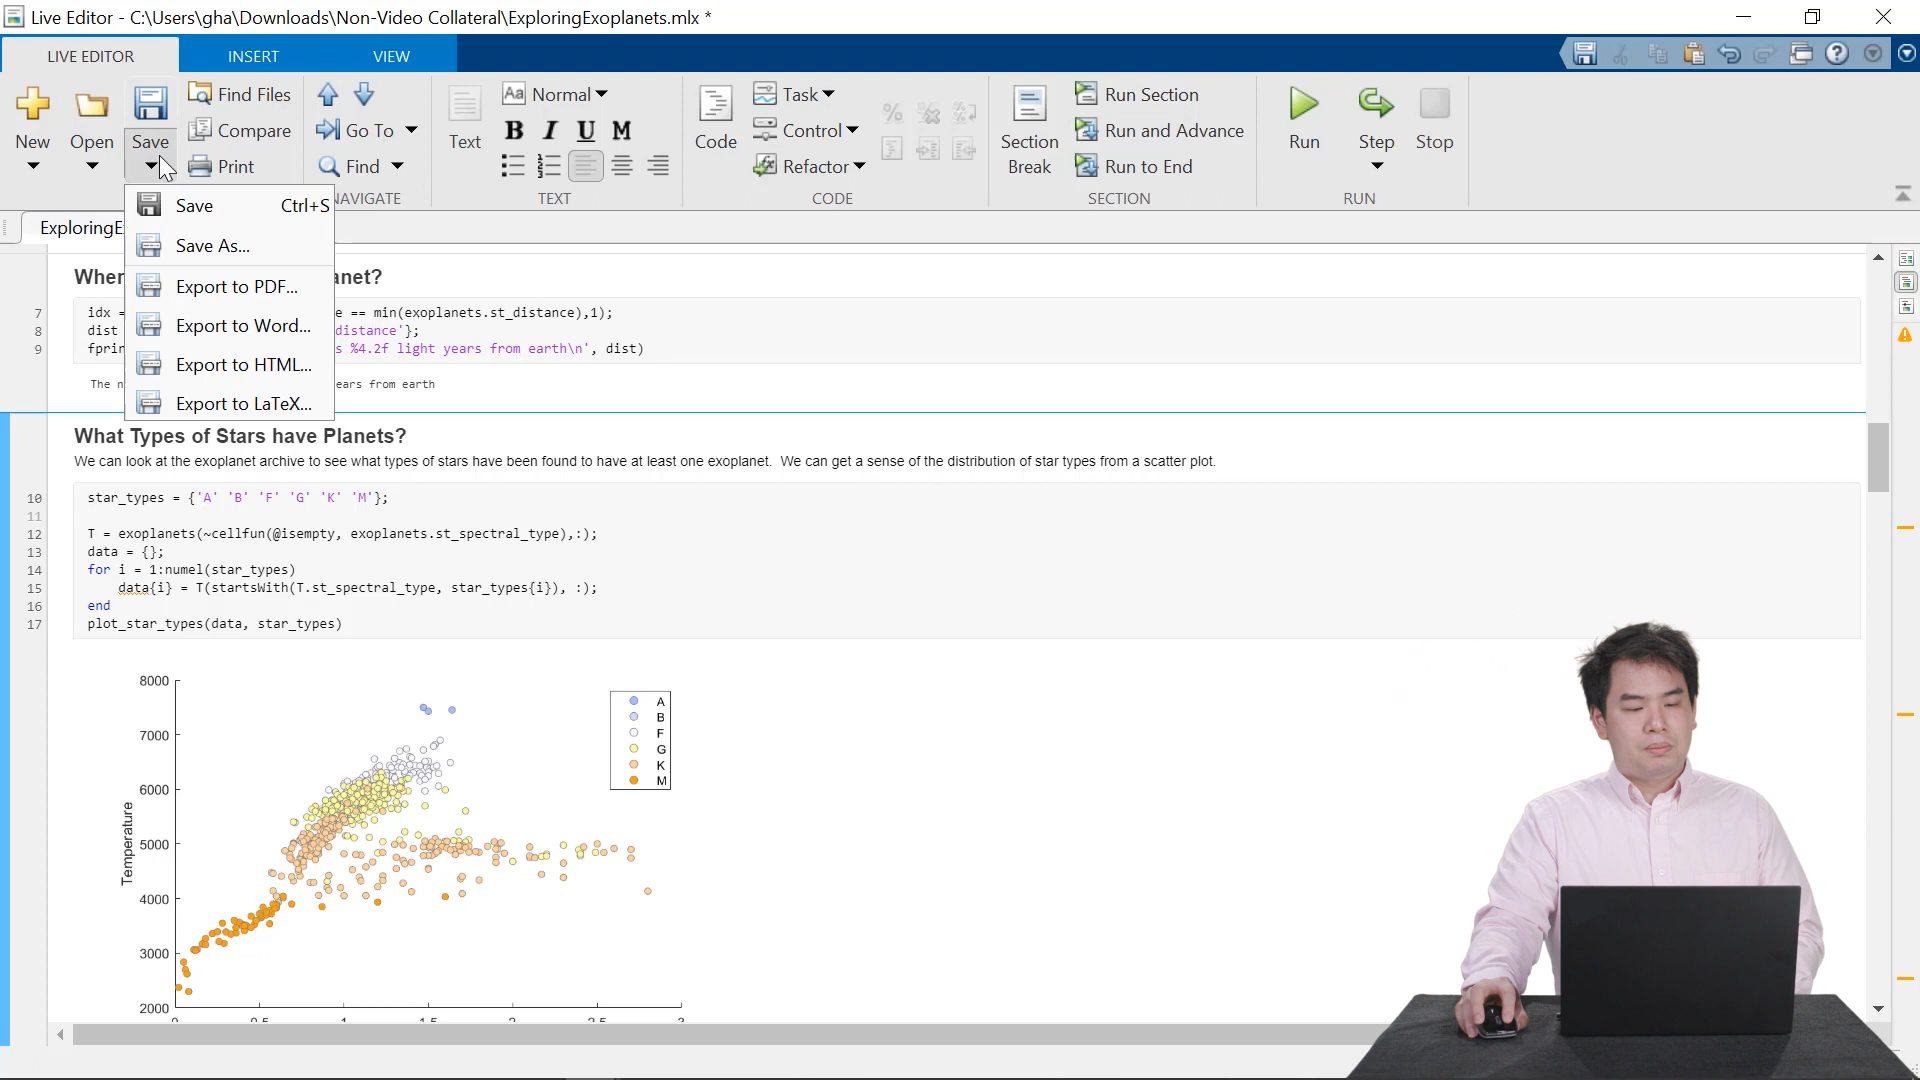 Live Editor - C:\Users\gha\Downloads\Non-Video Collateral\ExploringExoplanets.mlx *
LIVE EDITOR
INSERT
VIEW
New
Open
Save
Find Files
Compare
Print
Go To
Find
NAVIGATE
Text
Aa Normal
B I U M
TEXT
Code
Task
Control
Refactor
CODE
Section
Break
Run Section
Run and Advance
Run to End
SECTION
Run
Step
Stop
RUN
Save Ctrl+S
Save As...
Export to PDF...
Export to Word...
Export to HTML...
Export to LaTeX...
7 idx e == min(exoplanets.st_distance),1);
8 dist distance'};
9 s %4.2f light years from earth\n', dist)
The ears from earth
What Types of Stars have Planets?
We can look at the exoplanet archive to see what types of stars have been found to have at least one exoplanet. We can get a sense of the distribution of star types from a scatter plot.
10 star_types = {'A' 'B' 'F' 'G' 'K' 'M'};
11
12 T = exoplanets(~cellfun(@isempty, exoplanets.st_spectral_type),:);
13 data = {};
14 for i = 1:numel(star_types)
15 data{i} = T(startsWith(T.st_spectral_type, star_types{i}), :);
16 end
17 plot_star_types(data, star_types)
8000
7000
6000
5000
4000
3000
2000
Temperature
A
B
F
G
K
M